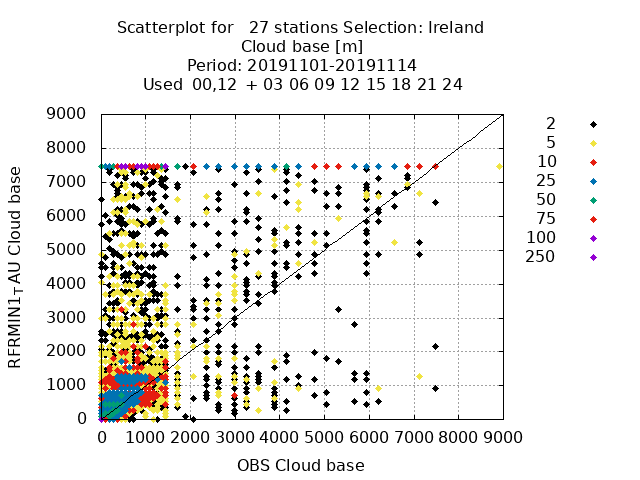 Scatterplot for 27 stations Selection: Ireland
Cloud base [m]
Period: 20191101-20191114
Used 00,12 + 03 06 09 12 15 18 21 24
RFRMIN1_T_AU Cloud base
9000
8000
7000
6000
5000
4000
3000
2000
1000
0
0 1000 2000 3000 4000 5000 6000 7000 8000 9000
OBS Cloud base
2
5
10
25
50
75
100
250